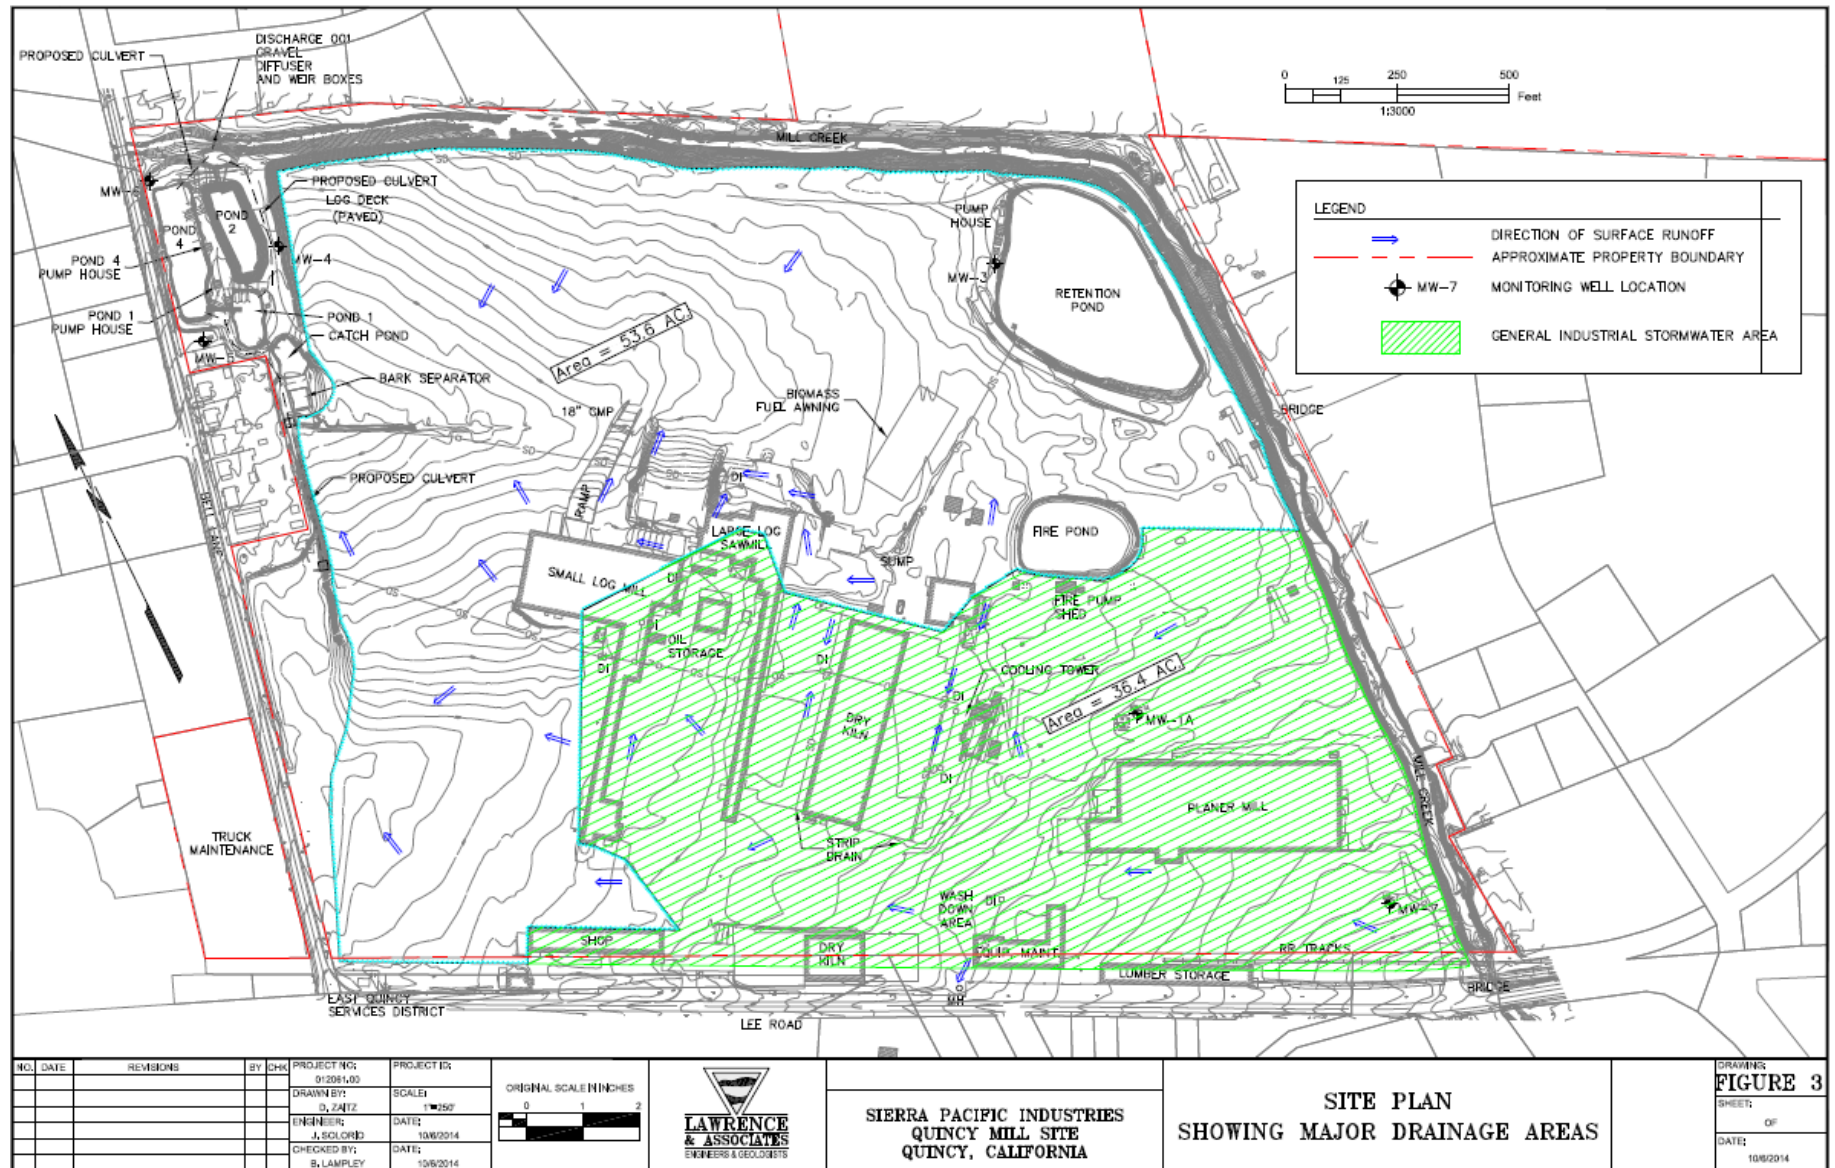 PROPOSED CULVERT
DISCHARGE 001
GRAVEL
DIFFUSER
AND WEIR BOXES
0 125 250 500
Feet
1:3000
MILL CREEK
MW-6
PROPOSED CULVERT
LOG DECK
(PAVED)
POND
2
POND
4
MW-4
POND 4
PUMP HOUSE
POND 1
PUMP HOUSE
POND 1
CATCH POND
MW-5
BARK SEPARATOR
PUMP
HOUSE
MW-3
RETENTION
POND
LEGEND
DIRECTION OF SURFACE RUNOFF
APPROXIMATE PROPERTY BOUNDARY
MW-7 MONITORING WELL LOCATION
GENERAL INDUSTRIAL STORMWATER AREA
Area = 53.6 AC.
18" CMP
BIOMASS
FUEL AWNING
BRIDGE
SD
SD
SD
SD
PROPOSED CULVERT
BELL LANE
RAMP
DI
LARGE LOG
SAWMILL
FIRE POND
SMALL LOG MILL
DI
SUMP
FIRE PUMP
SHED
DI
OIL
STORAGE
DI
DI
COOLING TOWER
DI
Area = 36.4 AC.
MW-1A
DRY
KILN
SD
DI
PLANER MILL
MILL CREEK
STRIP
DRAIN
TRUCK
MAINTENANCE
WASH
DOWN
AREA
DI
MW-7
SHOP
DRY
KILN
EQUIP. MAINT.
RR TRACKS
LUMBER STORAGE
BRIDGE
MH
EAST QUINCY
SERVICES DISTRICT
LEE ROAD
NO. DATE REVISIONS BY CHK
PROJECT NO:
012061.00
PROJECT ID:
DRAWN BY:
D. ZAITZ
SCALE:
1"=250'
ENGINEER:
J. SOLORIO
DATE:
10/6/2014
CHECKED BY:
B. LAMPLEY
DATE:
10/6/2014
ORIGINAL SCALE IN INCHES
0 1 2
LAWRENCE
& ASSOCIATES
ENGINEERS & GEOLOGISTS
SIERRA PACIFIC INDUSTRIES
QUINCY MILL SITE
QUINCY, CALIFORNIA
SITE PLAN
SHOWING MAJOR DRAINAGE AREAS
DRAWING:
FIGURE 3
SHEET:
OF
DATE:
10/6/2014